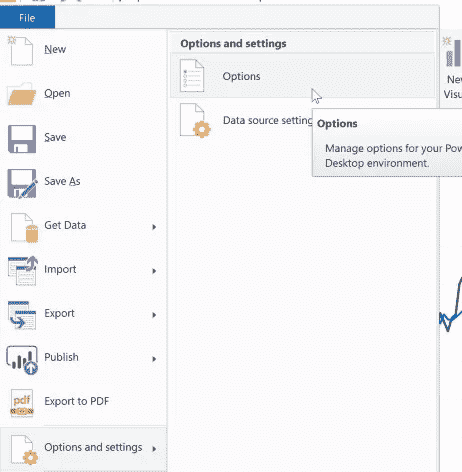 File
New
Open
Save
Save As
Get Data
Import
Export
Publish
pdf
Export to PDF
Options and settings
Options and settings
Options
Data source setting
Options
Manage options for your Pow
Desktop environment.
New
Visu